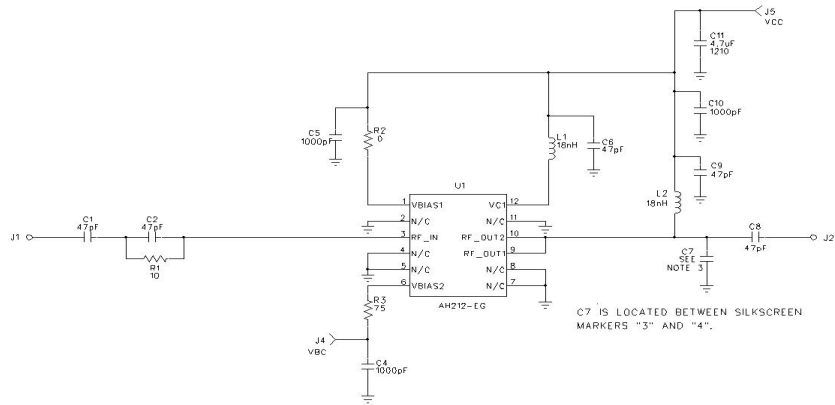 J5
VCC
C11
4.7uF
1210
C10
1000pF
C5
1000pF
R2
0
L1
18nH
C6
47pF
C9
47pF
U1
L2
18nH
1 VBIAS1 VC1 12
2 N/C N/C 11
3 RF_IN RF_OUT2 10
4 N/C RF_OUT1 9
5 N/C N/C 8
6 VBIAS2 N/C 7
AH212-EG
J1
C1
47pF
C2
47pF
R1
10
C8
47pF
J2
C7
SEE
NOTE 3
R3
75
J4
VBC
C4
1000pF
C7 IS LOCATED BETWEEN SILKSCREEN
MARKERS "3" AND "4".